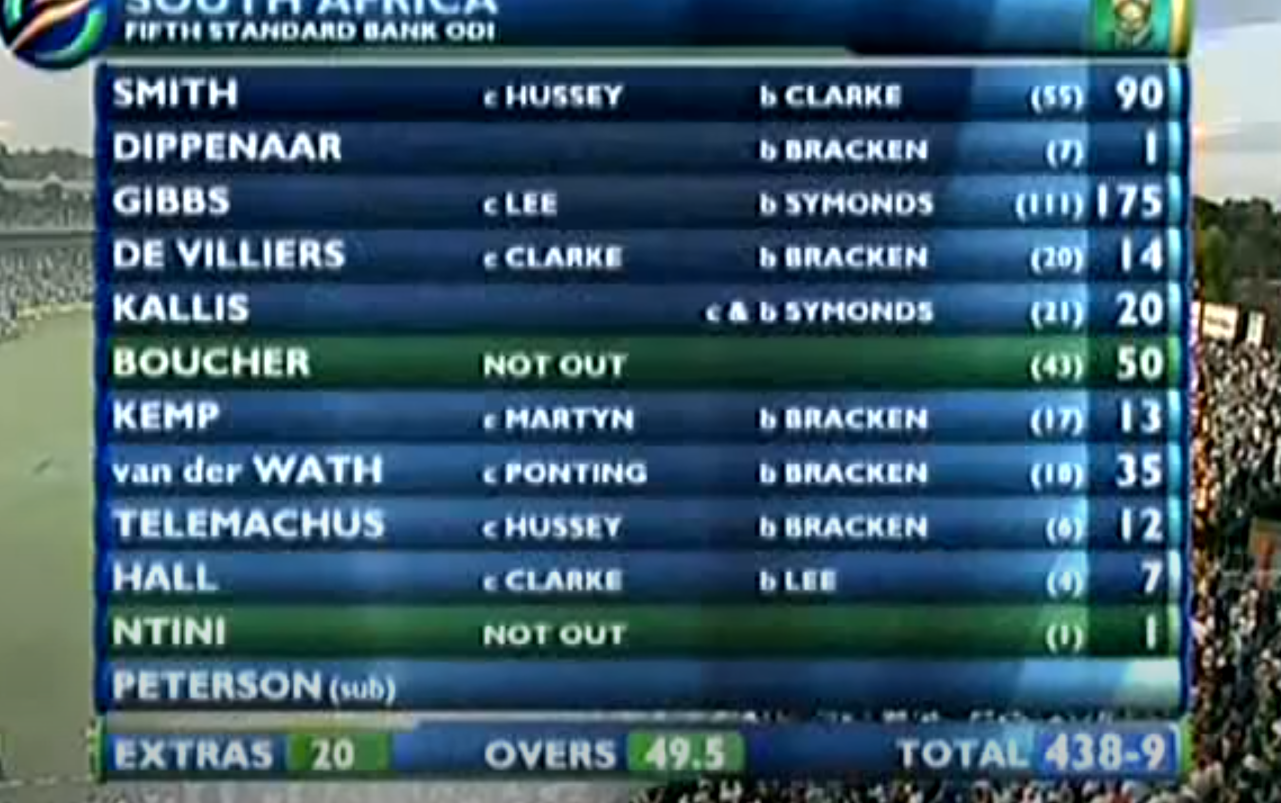 SOUTH AFRICA
FIFTH STANDARD BANK ODI
SMITH c HUSSEY b CLARKE (55) 90
DIPPENAAR b BRACKEN (7) 1
GIBBS c LEE b SYMONDS (111) 175
DE VILLIERS c CLARKE b BRACKEN (20) 14
KALLIS c & b SYMONDS (21) 20
BOUCHER NOT OUT (43) 50
KEMP c MARTYN b BRACKEN (17) 13
van der WATH c PONTING b BRACKEN (18) 35
TELEMACHUS c HUSSEY b BRACKEN (6) 12
HALL c CLARKE b LEE (4) 7
NTINI NOT OUT (1) 1
PETERSON (sub)
EXTRAS 20 OVERS 49.5 TOTAL 438-9